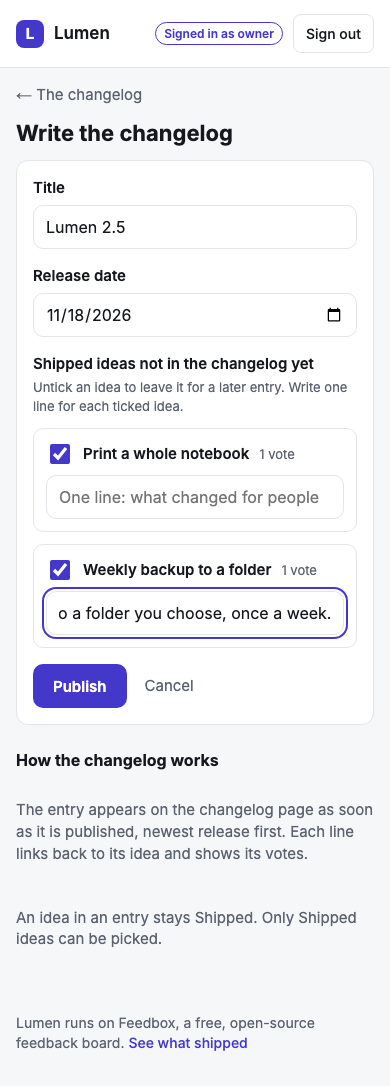 L Lumen Signed in as owner Sign out
← The changelog
Write the changelog
Title
Lumen 2.5
Release date
11/18/2026
Shipped ideas not in the changelog yet
Untick an idea to leave it for a later entry. Write one
line for each ticked idea.
Print a whole notebook 1 vote
One line: what changed for people
Weekly backup to a folder 1 vote
o a folder you choose, once a week.
Publish Cancel
How the changelog works
The entry appears on the changelog page as soon
as it is published, newest release first. Each line
links back to its idea and shows its votes.
An idea in an entry stays Shipped. Only Shipped
ideas can be picked.
Lumen runs on Feedbox, a free, open-source
feedback board. See what shipped